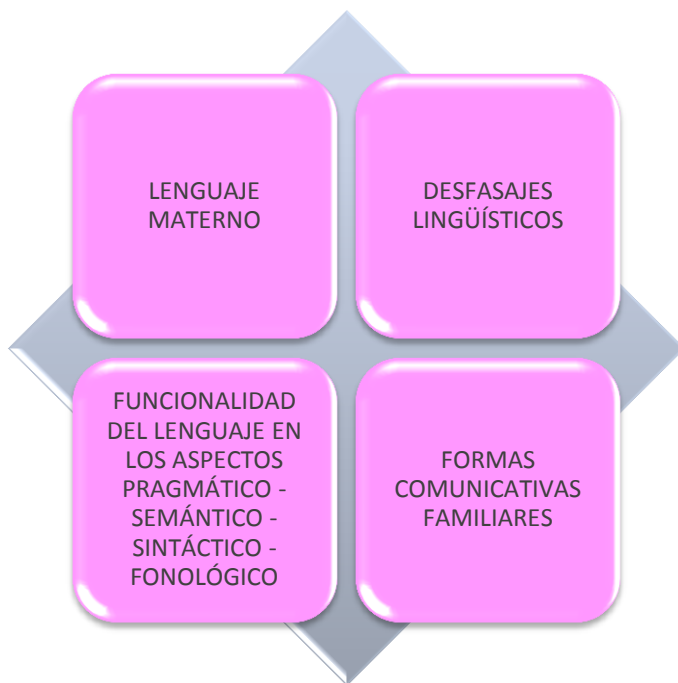 LENGUAJE
MATERNO
DESFASAJES
LINGÜÍSTICOS
FUNCIONALIDAD
DEL LENGUAJE EN
LOS ASPECTOS
PRAGMÁTICO -
SEMÁNTICO -
SINTÁCTICO -
FONOLÓGICO
FORMAS
COMUNICATIVAS
FAMILIARES